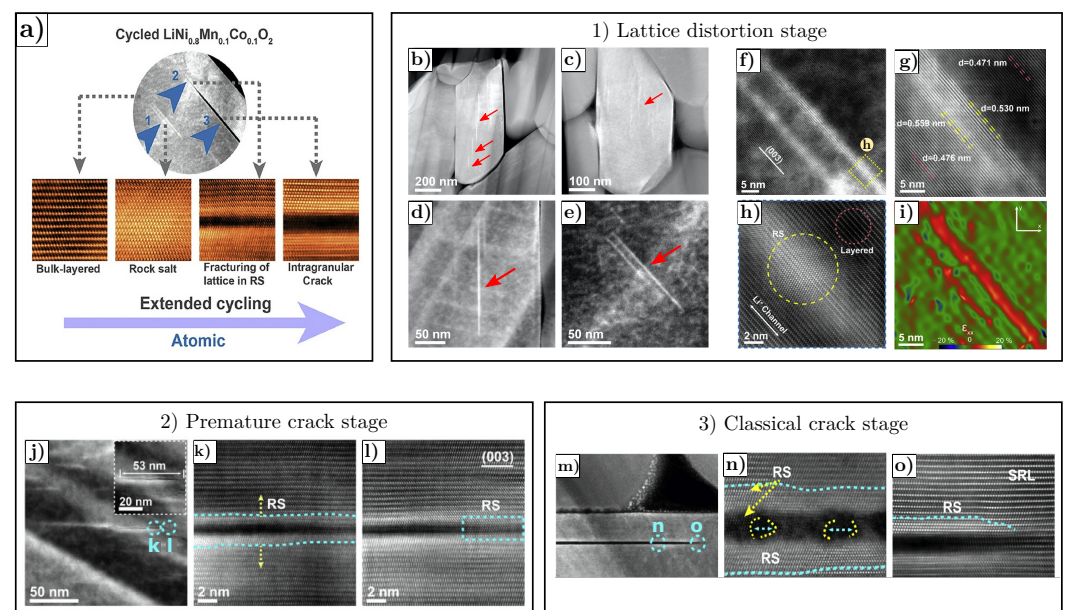 a)
Cycled LiNi0.8Mn0.1Co0.1O2
2
1
3
Bulk-layered
Rock salt
Fracturing of
lattice in RS
Intragranular
Crack
Extended cycling
Atomic
1) Lattice distortion stage
b)
200 nm
c)
100 nm
d)
50 nm
e)
50 nm
f)
(003)
h
5 nm
g)
d=0.471 nm
d=0.530 nm
d=0.559 nm
d=0.476 nm
5 nm
h)
RS
Layered
Li+ Channel
2 nm
i)
y
x
εxx
20 % 0 20 %
5 nm
2) Premature crack stage
j)
53 nm
20 nm
k l
50 nm
k)
RS
2 nm
l)
(003)
RS
2 nm
3) Classical crack stage
m)
n o
n)
RS
RS
o)
SRL
RS